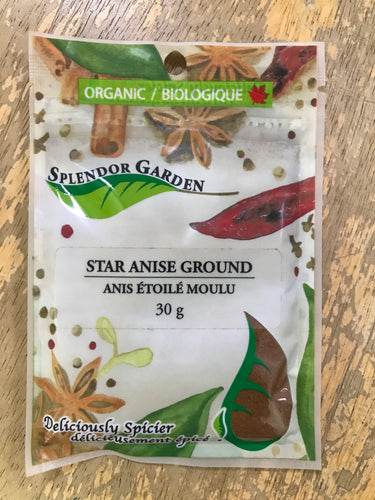 ORGANIC / BIOLOGIQUE
SPLENDOR GARDEN
STAR ANISE GROUND
ANIS ÉTOILÉ MOULU
30 g
Deliciously Spicier
délicieusement épicé